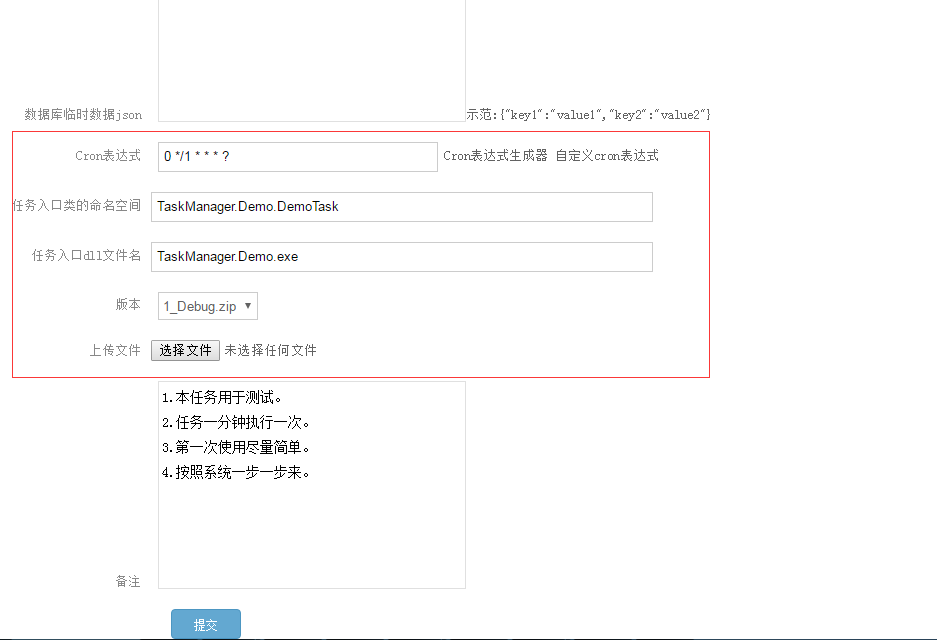 数据库临时数据json 示范:{"key1":"value1","key2":"value2"}
Cron表达式 0 */1 * * * ? Cron表达式生成器 自定义cron表达式
任务入口类的命名空间 TaskManager.Demo.DemoTask
任务入口dll文件名 TaskManager.Demo.exe
版本 1_Debug.zip
上传文件 选择文件 未选择任何文件
1.本任务用于测试。
2.任务一分钟执行一次。
3.第一次使用尽量简单。
4.按照系统一步一步来。
备注
提交